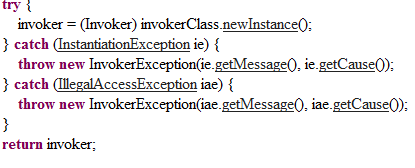 try {
invoker = (Invoker) invokerClass.newInstance();
} catch (InstantiationException ie) {
throw new InvokerException(ie.getMessage(), ie.getCause());
} catch (IllegalAccessException iae) {
throw new InvokerException(iae.getMessage(), iae.getCause());
}
return invoker;